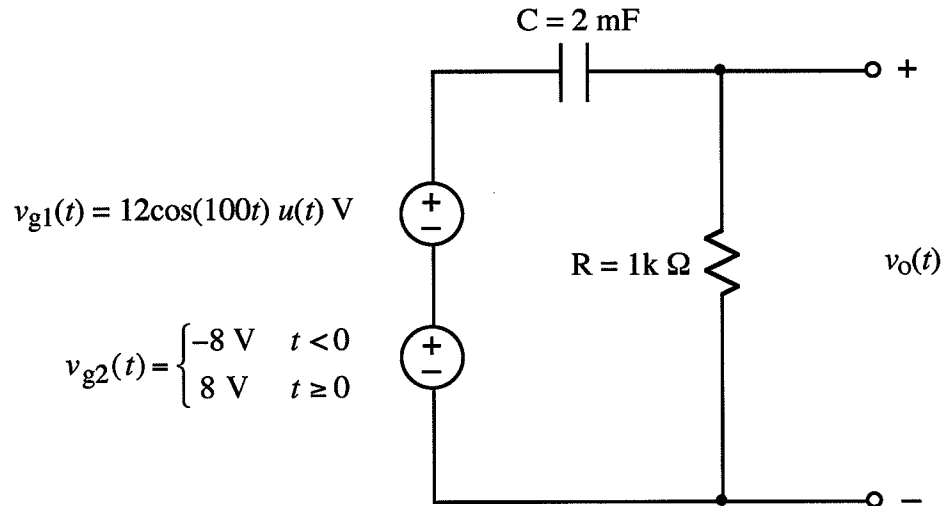 C = 2 mF
+
v_g1(t) = 12cos(100t) u(t) V
+
−
R = 1k Ω
v_o(t)
v_g2(t) = { −8 V t < 0
8 V t ≥ 0
+
−
−